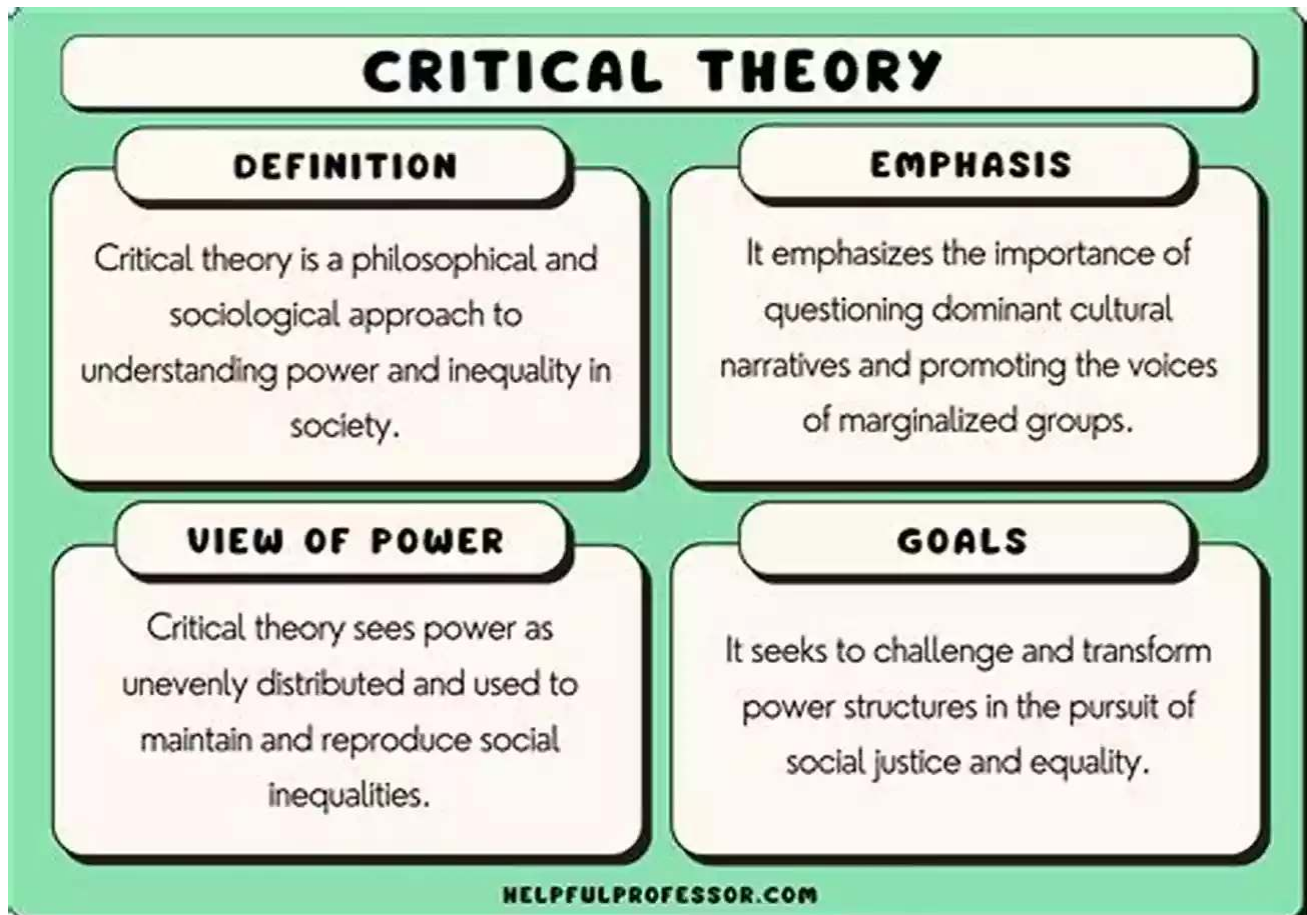 CRITICAL THEORY
DEFINITION
Critical theory is a philosophical and
sociological approach to
understanding power and inequality in
society.
EMPHASIS
It emphasizes the importance of
questioning dominant cultural
narratives and promoting the voices
of marginalized groups.
VIEW OF POWER
Critical theory sees power as
unevenly distributed and used to
maintain and reproduce social
inequalities.
GOALS
It seeks to challenge and transform
power structures in the pursuit of
social justice and equality.
HELPFULPROFESSOR.COM